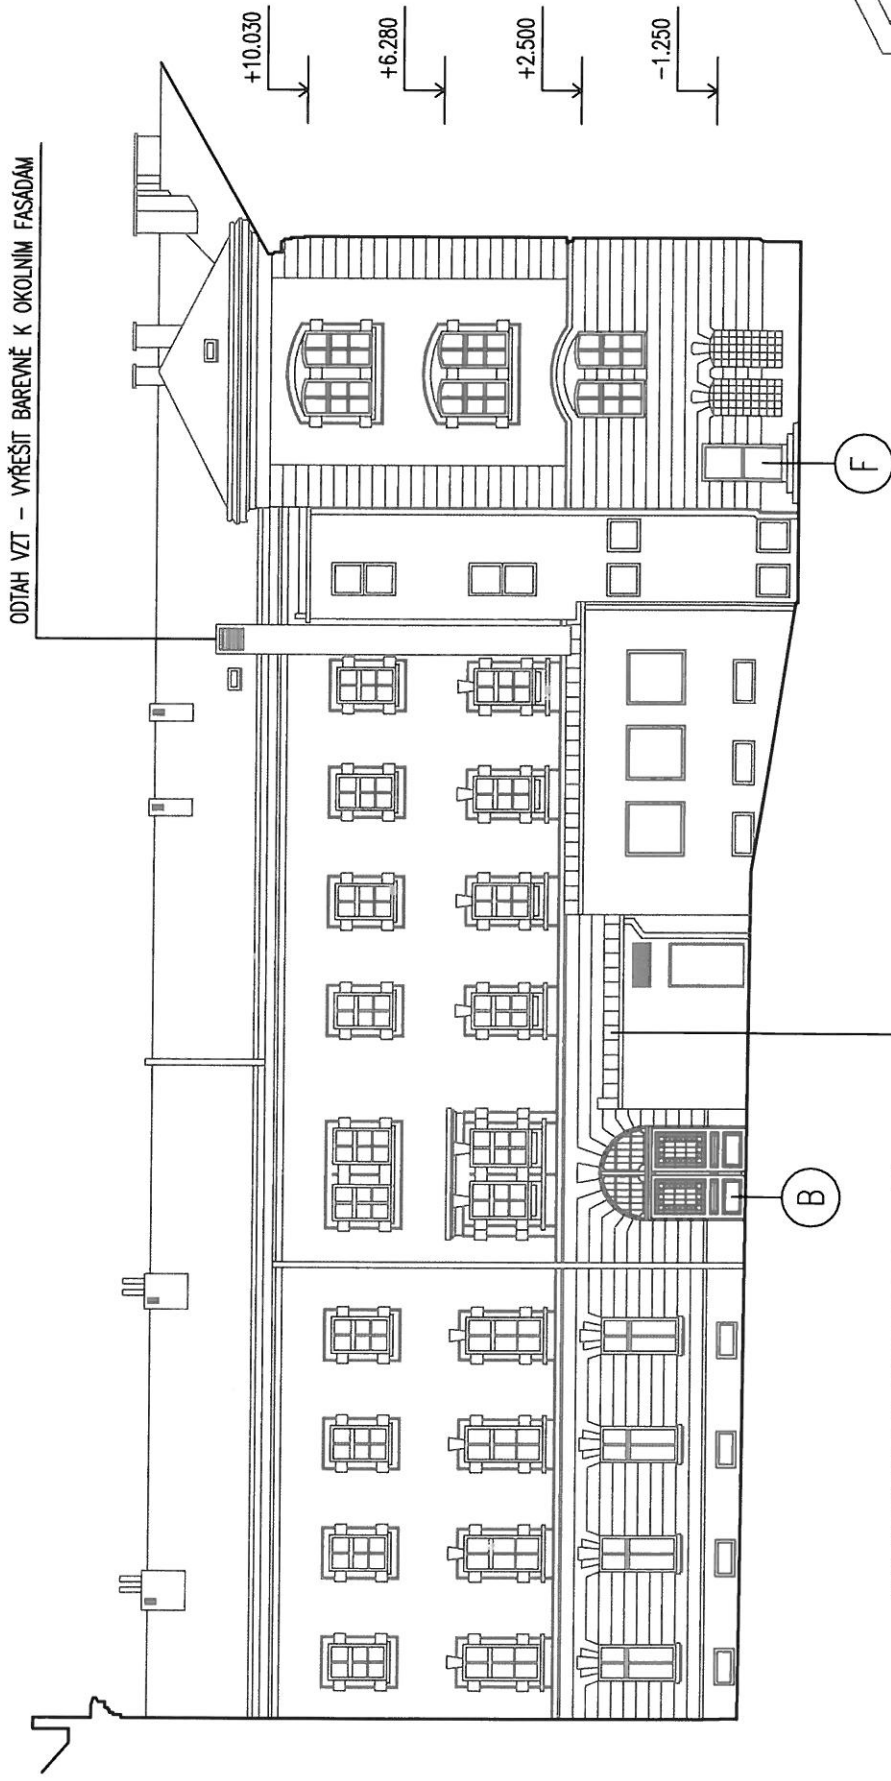 ODTAH VZT – VYŘEŠIT BAREVNĚ K OKOLNÍM FASÁDÁM
+10.030
+6.280
+2.500
-1.250
B
F